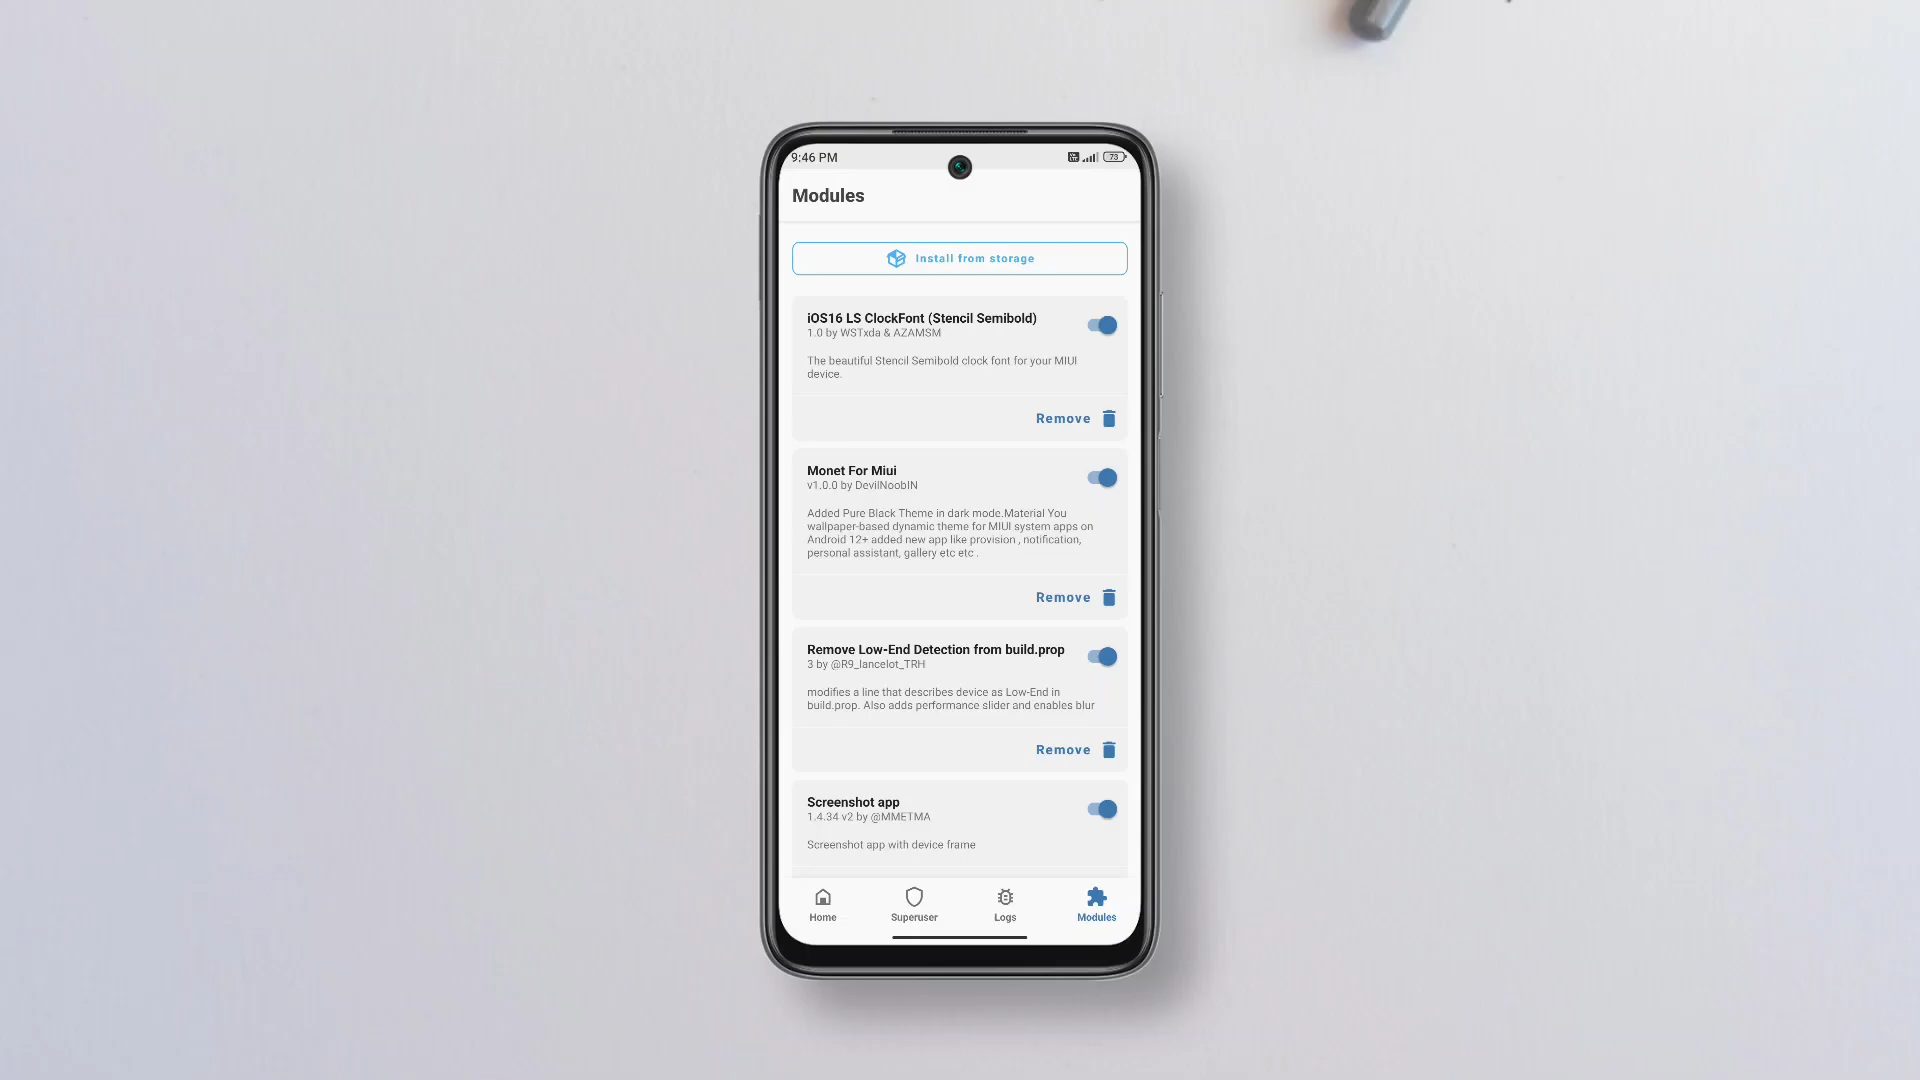 9:46 PM
73
Modules
Install from storage
iOS16 LS ClockFont (Stencil Semibold)
1.0 by WSTxda & AZAMSM
The beautiful Stencil Semibold clock font for your MIUI
device.
Remove
Monet For Miui
v1.0.0 by DevilNoobIN
Added Pure Black Theme in dark mode.Material You
wallpaper-based dynamic theme for MIUI system apps on
Android 12+ added new app like provision , notification,
personal assistant, gallery etc etc .
Remove
Remove Low-End Detection from build.prop
3 by @R9_lancelot_TRH
modifies a line that describes device as Low-End in
build.prop. Also adds performance slider and enables blur
Remove
Screenshot app
1.4.34 v2 by @MMETMA
Screenshot app with device frame
Home
Superuser
Logs
Modules